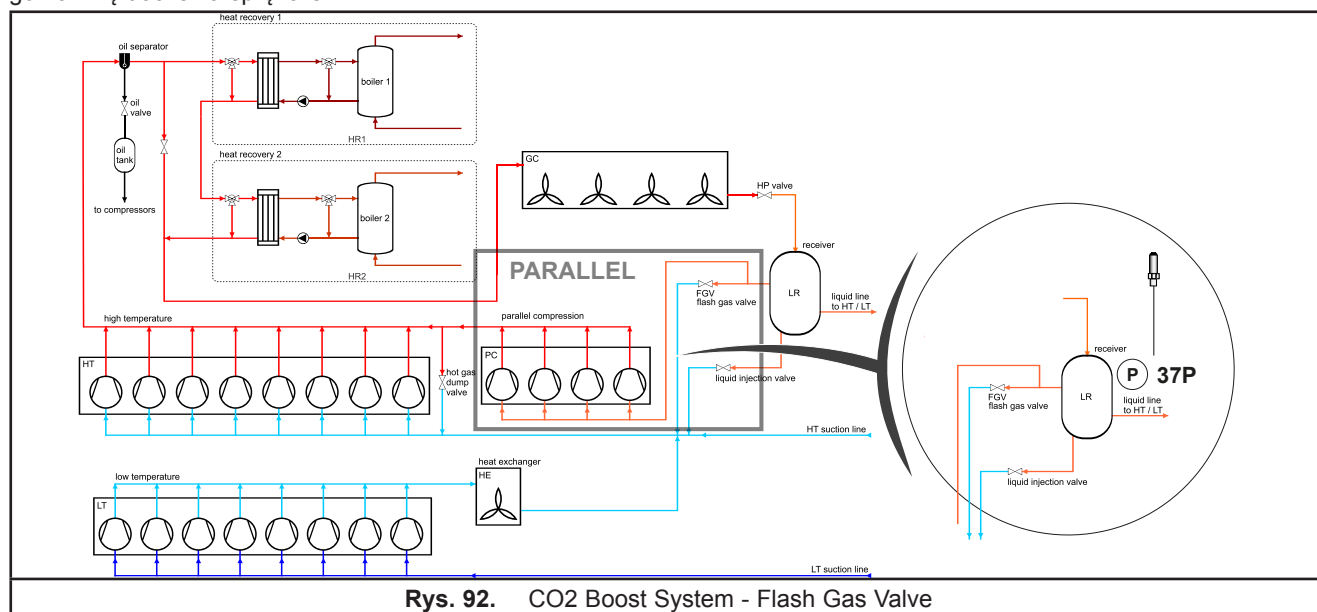 heat recovery 1
oil separator
boiler 1
oil
valve
HR1
oil
tank
heat recovery 2
to compressors
boiler 2
HR2
GC
HP valve
receiver
PARALLEL
LR
FGV
flash gas valve
liquid line
to HT / LT
high temperature
parallel compression
HT
hot gas
dump
valve
PC
liquid injection valve
HT suction line
low temperature
heat exchanger
HE
LT
LT suction line
receiver
P
37P
LR
FGV
flash gas valve
liquid line
to HT / LT
liquid injection valve
Rys. 92. CO2 Boost System - Flash Gas Valve